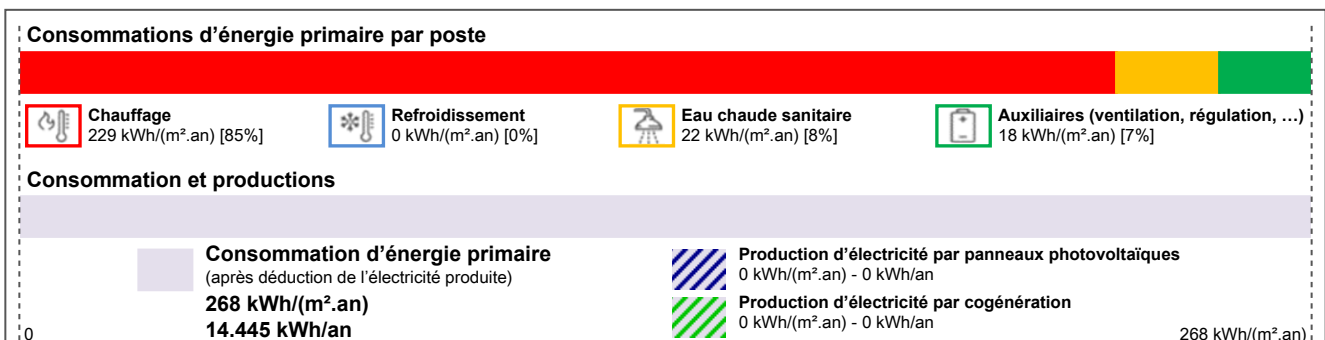 Consommations d’énergie primaire par poste
Chauffage
229 kWh/(m².an) [85%]
Refroidissement
0 kWh/(m².an) [0%]
Eau chaude sanitaire
22 kWh/(m².an) [8%]
Auxiliaires (ventilation, régulation, …)
18 kWh/(m².an) [7%]
Consommation et productions
Consommation d’énergie primaire
(après déduction de l’électricité produite)
268 kWh/(m².an)
14.445 kWh/an
Production d’électricité par panneaux photovoltaïques
0 kWh/(m².an) - 0 kWh/an
Production d’électricité par cogénération
0 kWh/(m².an) - 0 kWh/an
0
268 kWh/(m².an)